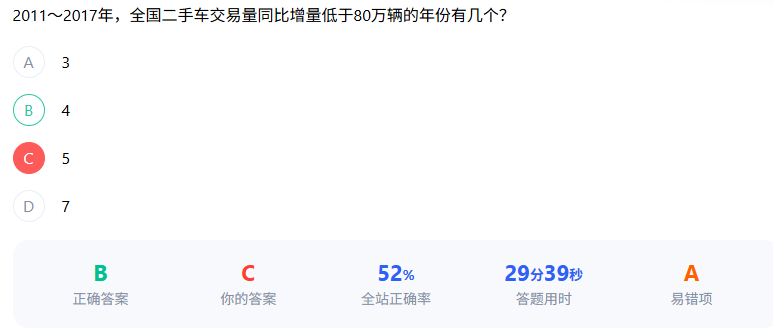 2011～2017年，全国二手车交易量同比增量低于80万辆的年份有几个？
A 3
B 4
C 5
D 7
B C 52% 29分39秒 A
正确答案 你的答案 全站正确率 答题用时 易错项